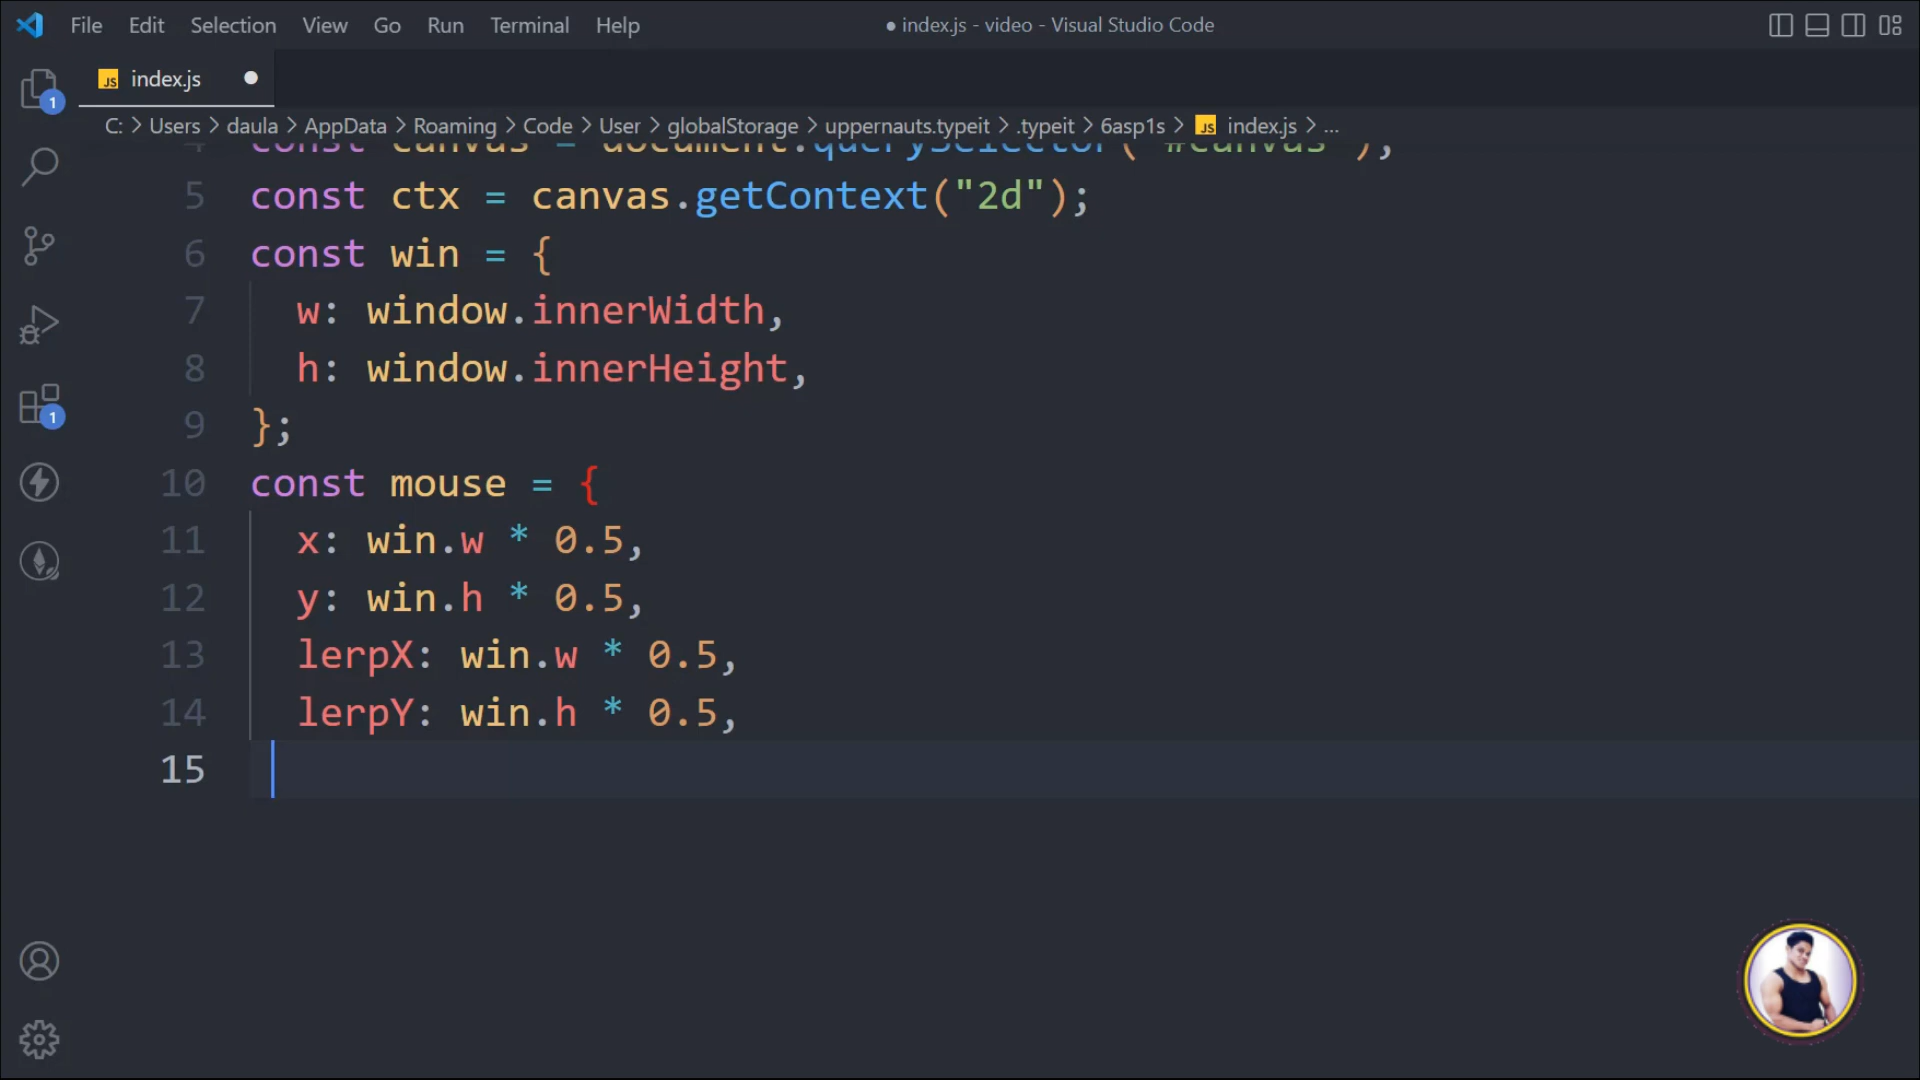 File Edit Selection View Go Run Terminal Help ● index.js - video - Visual Studio Code
JS index.js ●
C: > Users > daula > AppData > Roaming > Code > User > globalStorage > uppernauts.typeit > .typeit > 6asp1s > JS index.js > ...
4 const canvas = document.querySelector("#canvas");
5 const ctx = canvas.getContext("2d");
6 const win = {
7 w: window.innerWidth,
8 h: window.innerHeight,
9 };
10 const mouse = {
11 x: win.w * 0.5,
12 y: win.h * 0.5,
13 lerpX: win.w * 0.5,
14 lerpY: win.h * 0.5,
15
1
1